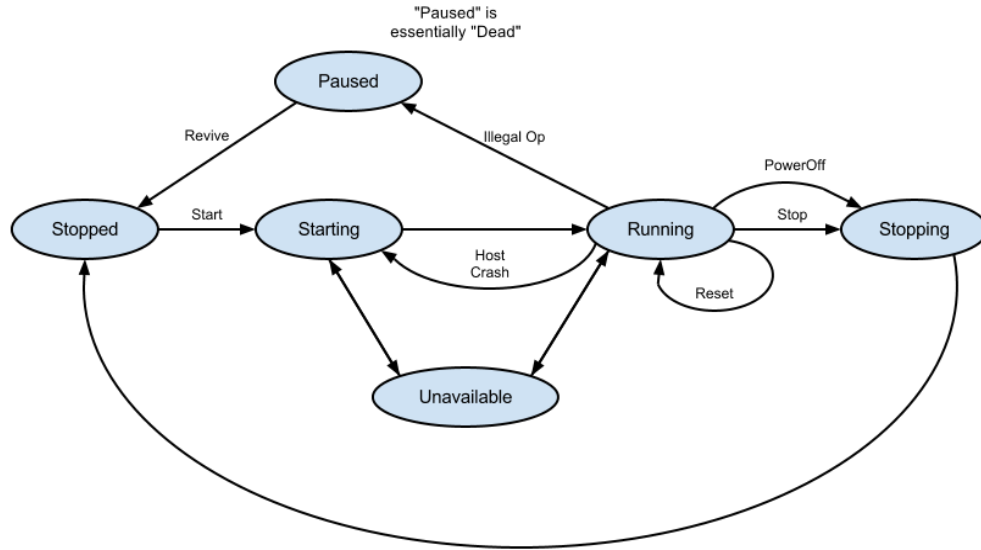 "Paused" is
essentially "Dead"
Paused
Revive
Illegal Op
PowerOff
Stopped
Start
Starting
Running
Stop
Stopping
Host
Crash
Reset
Unavailable